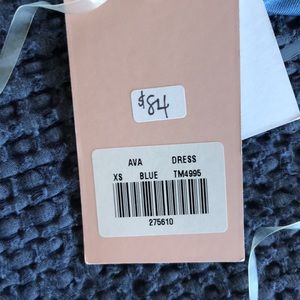 $84
AVA DRESS
XS BLUE TM4995
275610